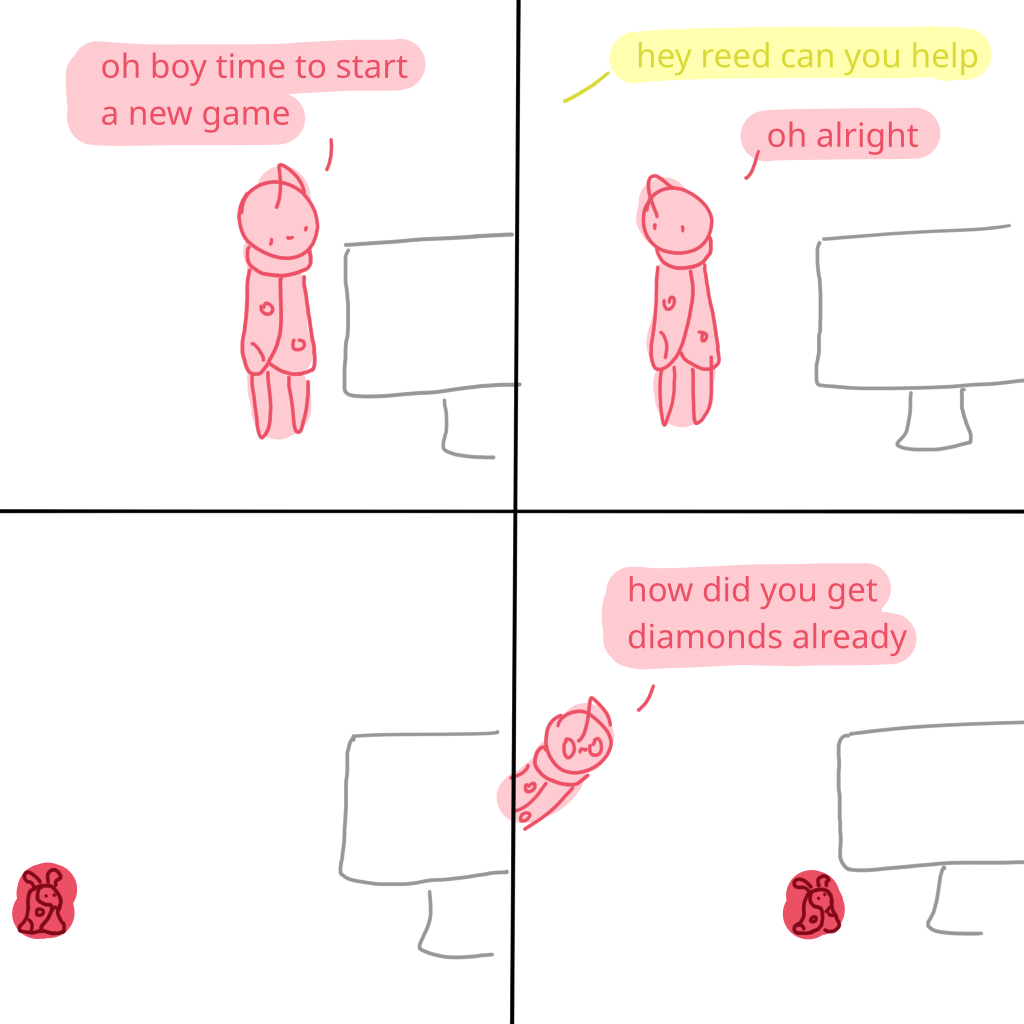 oh boy time to start
a new game
hey reed can you help
oh alright
how did you get
diamonds already